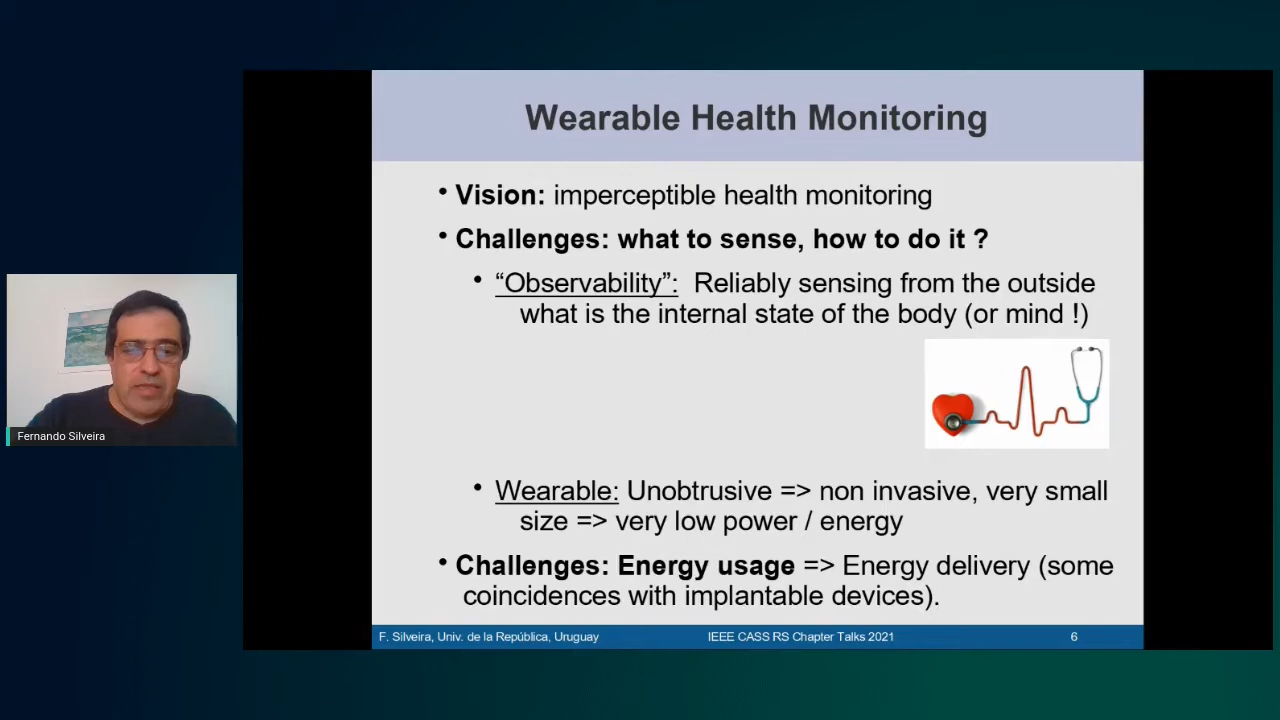 Wearable Health Monitoring
• Vision: imperceptible health monitoring
• Challenges: what to sense, how to do it ?
• “Observability”: Reliably sensing from the outside
what is the internal state of the body (or mind !)
• Wearable: Unobtrusive => non invasive, very small
size => very low power / energy
• Challenges: Energy usage => Energy delivery (some
coincidences with implantable devices).
F. Silveira, Univ. de la República, Uruguay
IEEE CASS RS Chapter Talks 2021
6
Fernando Silveira